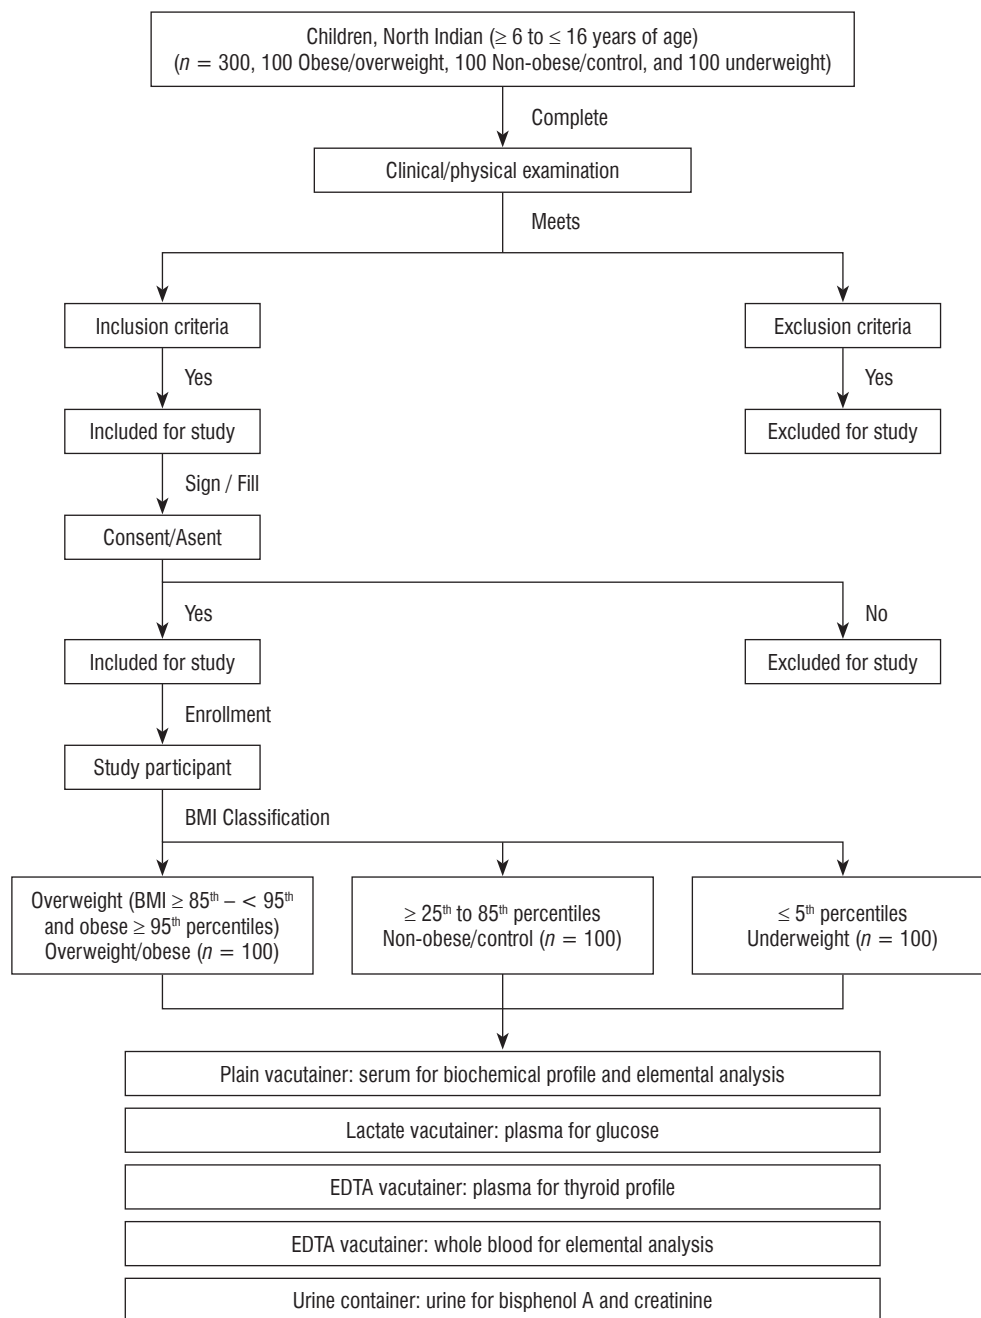 Children, North Indian (≥ 6 to ≤ 16 years of age)
(n = 300, 100 Obese/overweight, 100 Non-obese/control, and 100 underweight)
Complete
Clinical/physical examination
Meets
Inclusion criteria
Exclusion criteria
Yes
Yes
Included for study
Excluded for study
Sign / Fill
Consent/Asent
Yes
No
Included for study
Excluded for study
Enrollment
Study participant
BMI Classification
Overweight (BMI ≥ 85th – < 95th
and obese ≥ 95th percentiles)
Overweight/obese (n = 100)
≥ 25th to 85th percentiles
Non-obese/control (n = 100)
≤ 5th percentiles
Underweight (n = 100)
Plain vacutainer: serum for biochemical profile and elemental analysis
Lactate vacutainer: plasma for glucose
EDTA vacutainer: plasma for thyroid profile
EDTA vacutainer: whole blood for elemental analysis
Urine container: urine for bisphenol A and creatinine